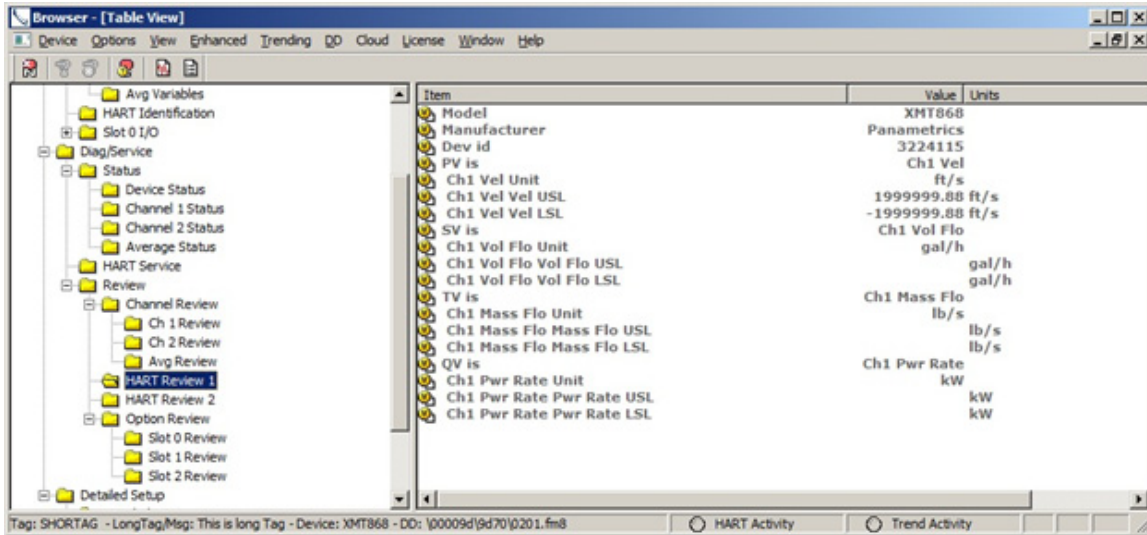 Browser - [Table View]
Device Options View Enhanced Trending DD Cloud License Window Help
Avg Variables
HART Identification
Slot 0 I/O
Diag/Service
Status
Device Status
Channel 1 Status
Channel 2 Status
Average Status
HART Service
Review
Channel Review
Ch 1 Review
Ch 2 Review
Avg Review
HART Review 1
HART Review 2
Option Review
Slot 0 Review
Slot 1 Review
Slot 2 Review
Detailed Setup
Item Value Units
Model XMT868
Manufacturer Panametrics
Dev id 3224115
PV is Ch1 Vel
Ch1 Vel Unit ft/s
Ch1 Vel Vel USL 1999999.88 ft/s
Ch1 Vel Vel LSL -1999999.88 ft/s
SV is Ch1 Vol Flo
Ch1 Vol Flo Unit gal/h
Ch1 Vol Flo Vol Flo USL gal/h
Ch1 Vol Flo Vol Flo LSL gal/h
TV is Ch1 Mass Flo
Ch1 Mass Flo Unit lb/s
Ch1 Mass Flo Mass Flo USL lb/s
Ch1 Mass Flo Mass Flo LSL lb/s
QV is Ch1 Pwr Rate
Ch1 Pwr Rate Unit kW
Ch1 Pwr Rate Pwr Rate USL kW
Ch1 Pwr Rate Pwr Rate LSL kW
Tag: SHORTAG - LongTag/Msg: This is long Tag - Device: XMT868 - DD: \00009d\9d70\0201.fm8 HART Activity Trend Activity